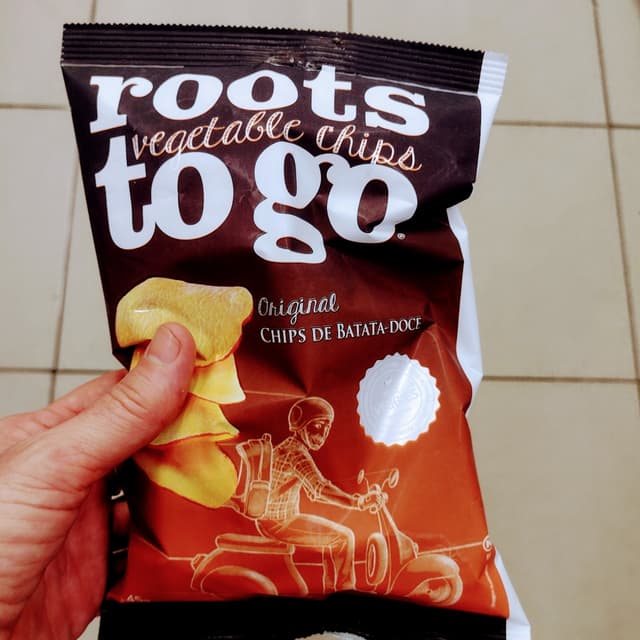 roots
vegetable chips
to go
Original
CHIPS DE BATATA-DOCE